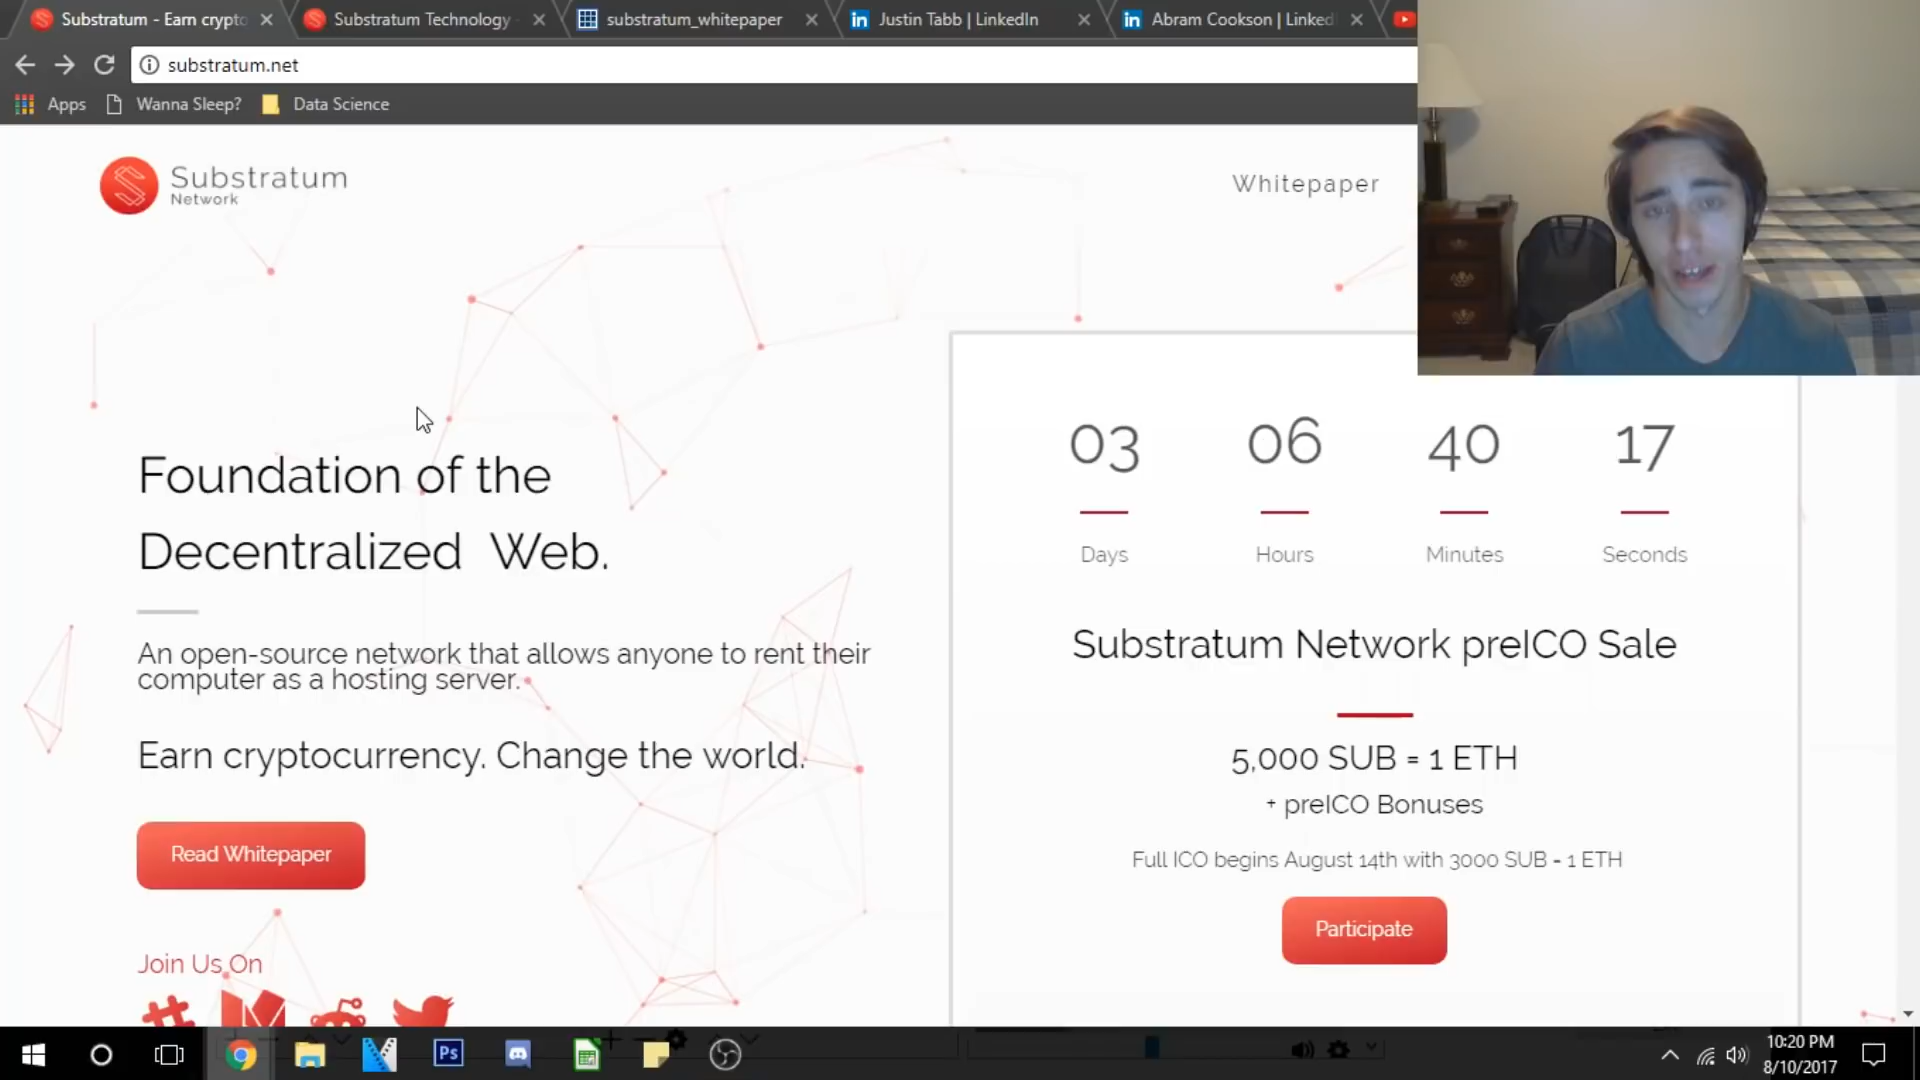 Substratum - Earn crypto
Substratum Technology
substratum_whitepaper
Justin Tabb | LinkedIn
Abram Cookson | Linked
substratum.net
Apps
Wanna Sleep?
Data Science
Substratum
Network
Whitepaper
03
06
40
17
Days
Hours
Minutes
Seconds
Foundation of the
Decentralized Web.
An open-source network that allows anyone to rent their
computer as a hosting server.
Earn cryptocurrency. Change the world.
Read Whitepaper
Join Us On
Substratum Network preICO Sale
5,000 SUB = 1 ETH
+ preICO Bonuses
Full ICO begins August 14th with 3000 SUB = 1 ETH
Participate
Ps
10:20 PM
8/10/2017